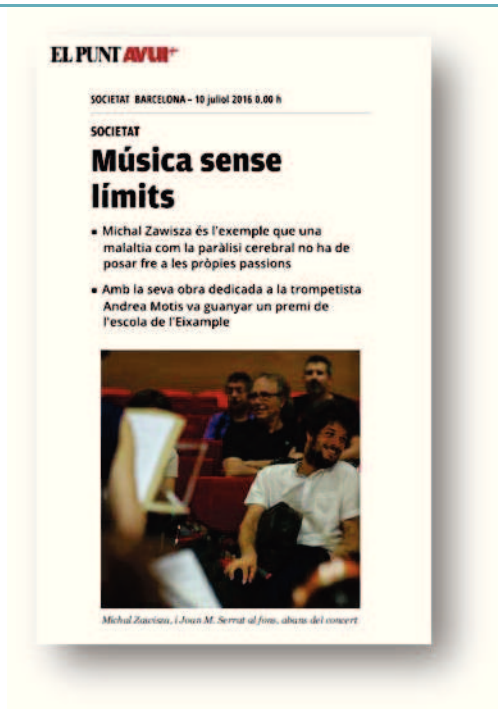 EL PUNT AVUI+
SOCIETAT BARCELONA – 10 juliol 2016 0.00 h
SOCIETAT
Música sense
límits
▪ Michal Zawisza és l'exemple que una
malaltia com la paràlisi cerebral no ha de
posar fre a les pròpies passions
▪ Amb la seva obra dedicada a la trompetista
Andrea Motis va guanyar un premi de
l'escola de l'Eixample
Michal Zawisza, i Joan M. Serrat al fons, abans del concert